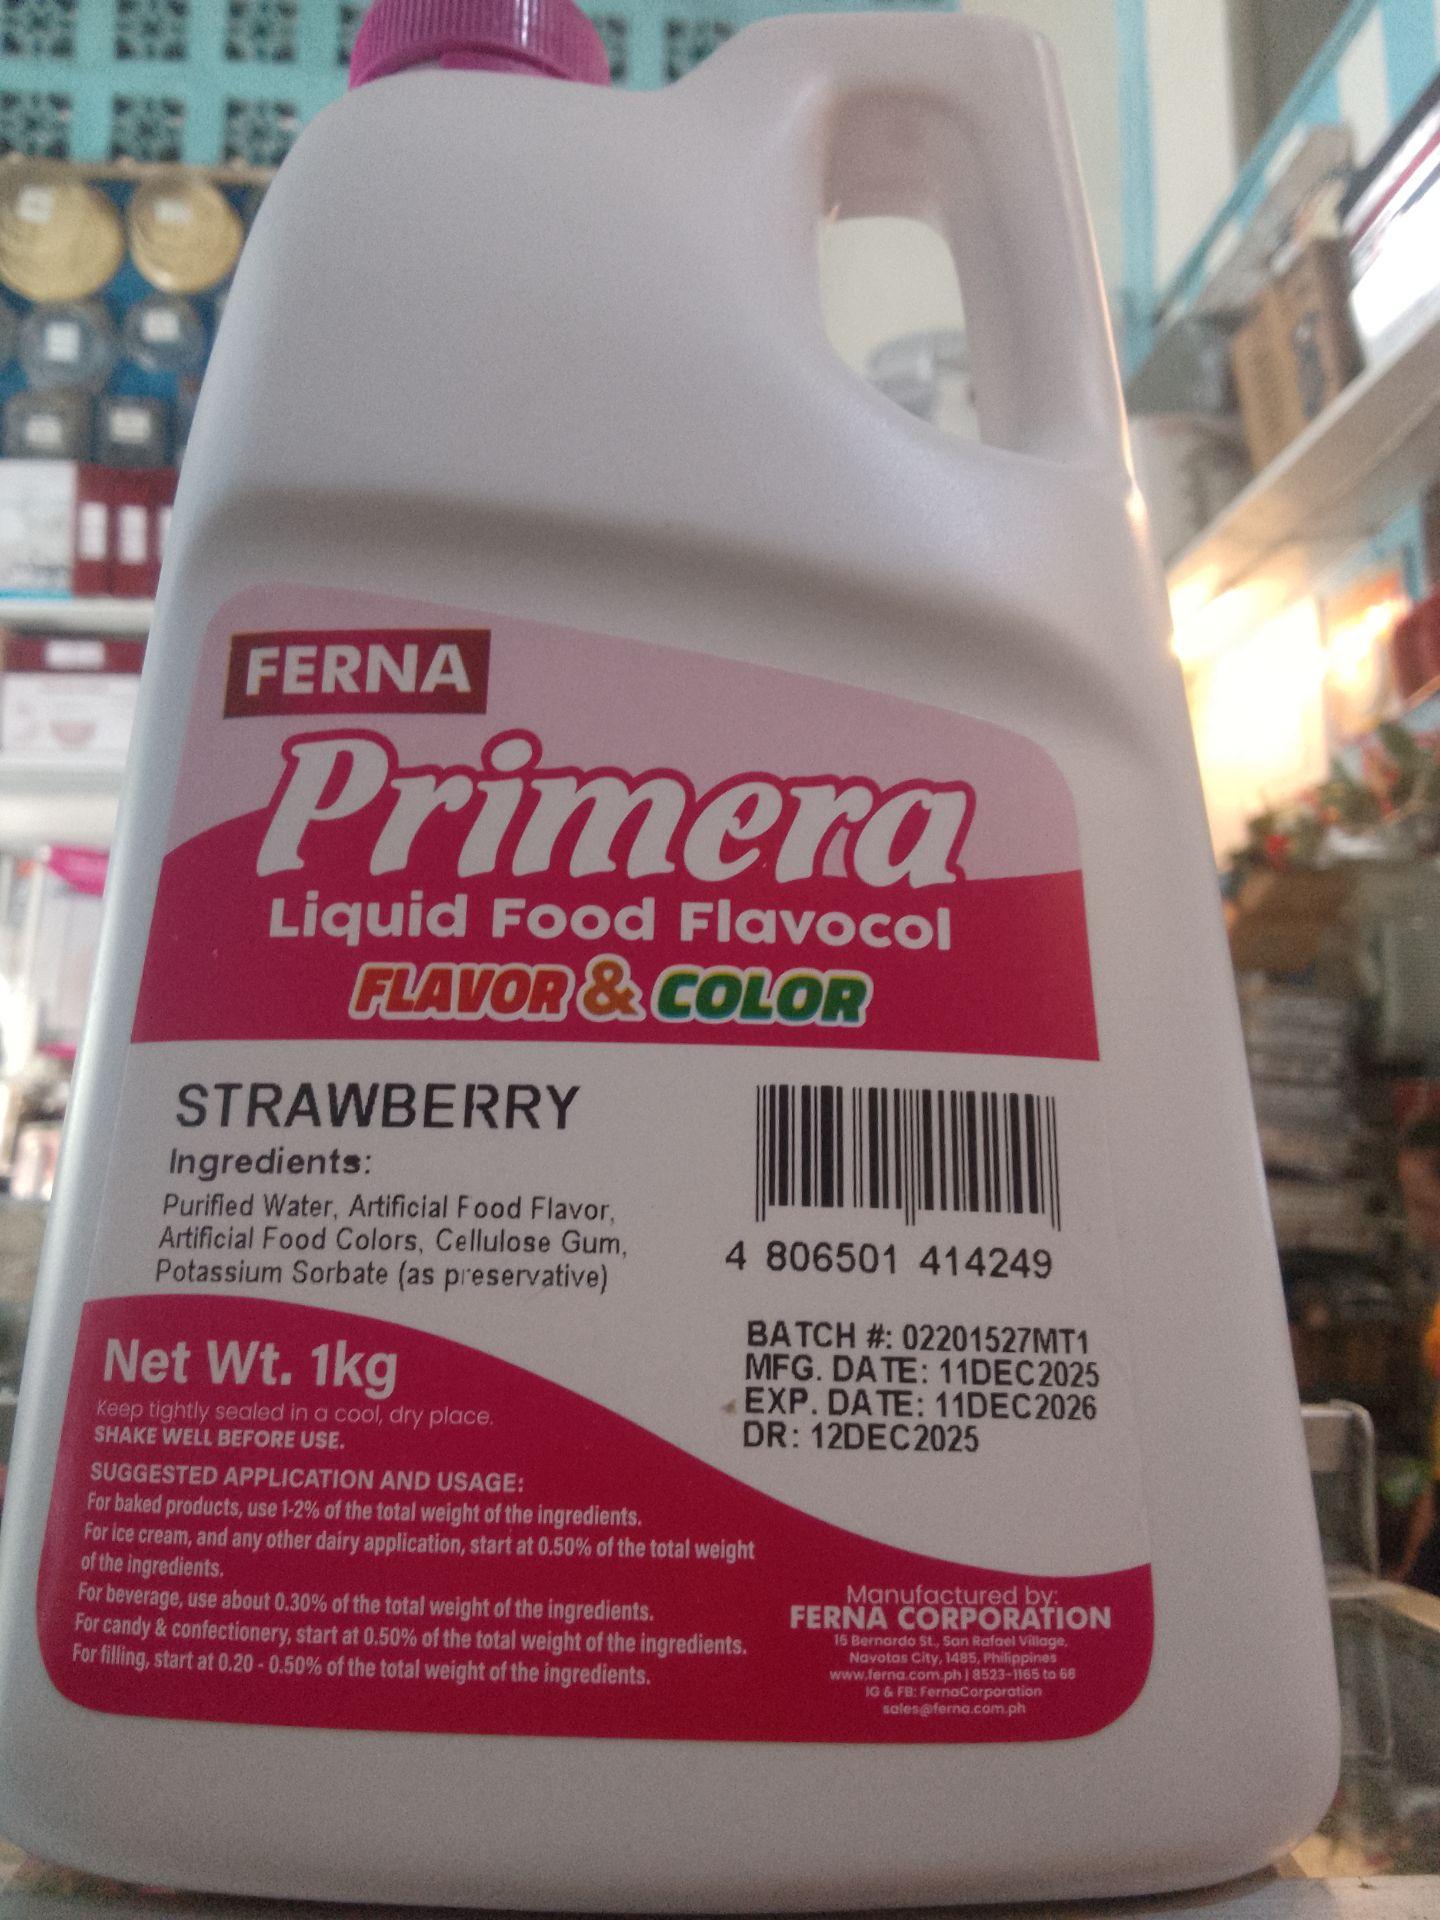 FERNA
Primera
Liquid Food Flavocol
FLAVOR & COLOR
STRAWBERRY
Ingredients:
Purified Water, Artificial Food Flavor,
Artificial Food Colors, Cellulose Gum,
Potassium Sorbate (as preservative)
4 806501 414249
BATCH #: 02201527MT1
MFG. DATE: 11DEC2025
EXP. DATE: 11DEC2026
DR: 12DEC2025
Net Wt. 1kg
Keep tightly sealed in a cool, dry place.
SHAKE WELL BEFORE USE.
SUGGESTED APPLICATION AND USAGE:
For baked products, use 1-2% of the total weight of the ingredients.
For ice cream, and any other dairy application, start at 0.50% of the total weight
of the ingredients.
For beverage, use about 0.30% of the total weight of the ingredients.
For candy & confectionery, start at 0.50% of the total weight of the ingredients.
For filling, start at 0.20 - 0.50% of the total weight of the ingredients.
Manufactured by:
FERNA CORPORATION
15 Bernardo St., San Rafael Village,
Navotas City, 1485, Philippines
www.ferna.com.ph | 8523-1165 to 68
IG & FB: FernaCorporation
sales@ferna.com.ph